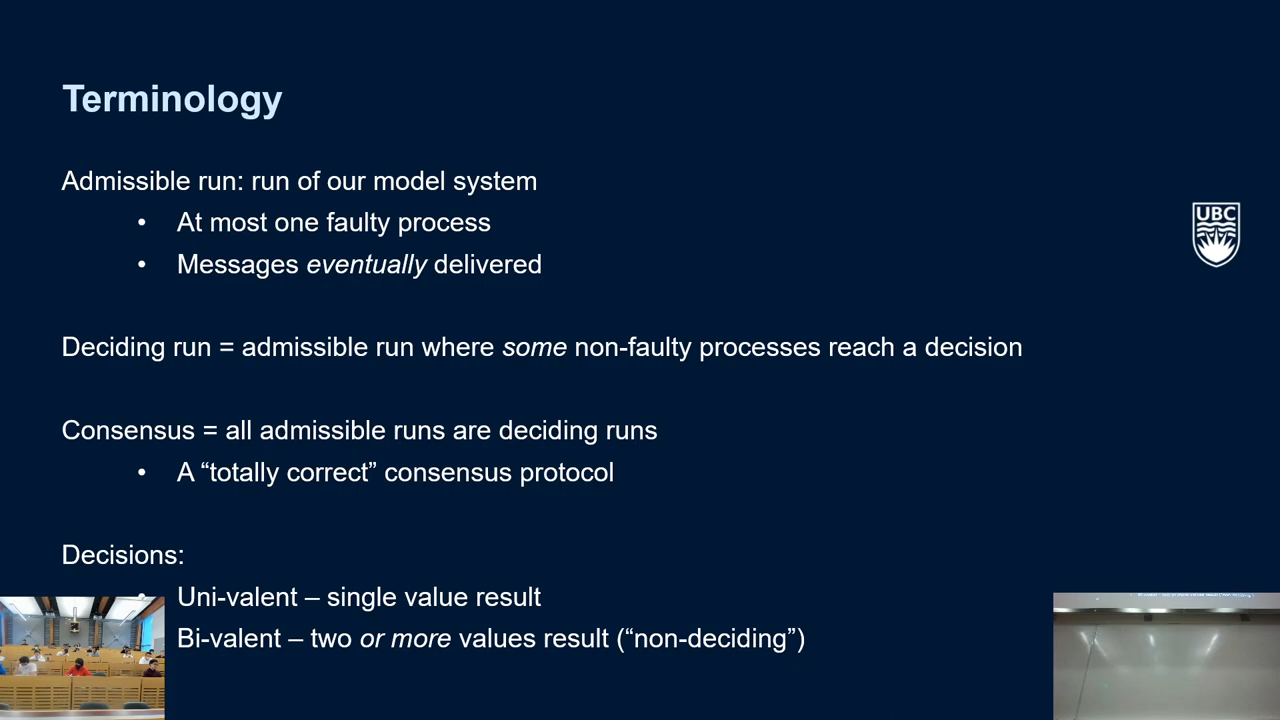 Terminology
Admissible run: run of our model system
• At most one faulty process
• Messages eventually delivered
UBC
Deciding run = admissible run where some non-faulty processes reach a decision
Consensus = all admissible runs are deciding runs
• A “totally correct” consensus protocol
Decisions:
Uni-valent – single value result
Bi-valent – two or more values result (“non-deciding”)